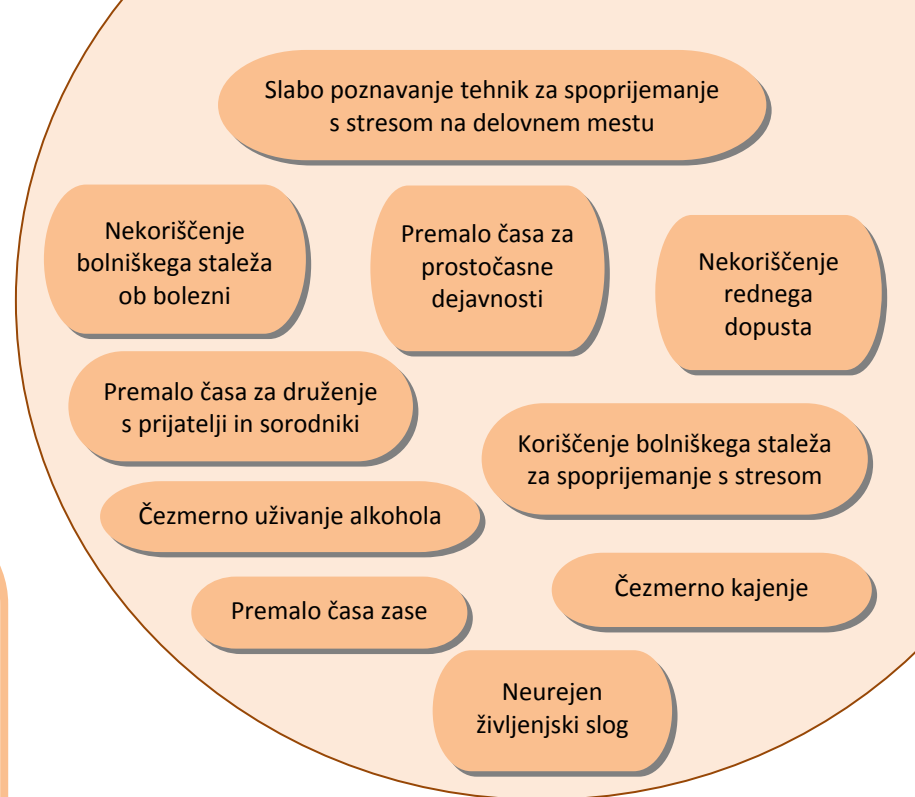 Slabo poznavanje tehnik za spoprijemanje
s stresom na delovnem mestu
Nekoriščenje
bolniškega staleža
ob bolezni
Premalo časa za
prostočasne
dejavnosti
Nekoriščenje
rednega
dopusta
Premalo časa za druženje
s prijatelji in sorodniki
Koriščenje bolniškega staleža
za spoprijemanje s stresom
Čezmerno uživanje alkohola
Čezmerno kajenje
Premalo časa zase
Neurejen
življenjski slog